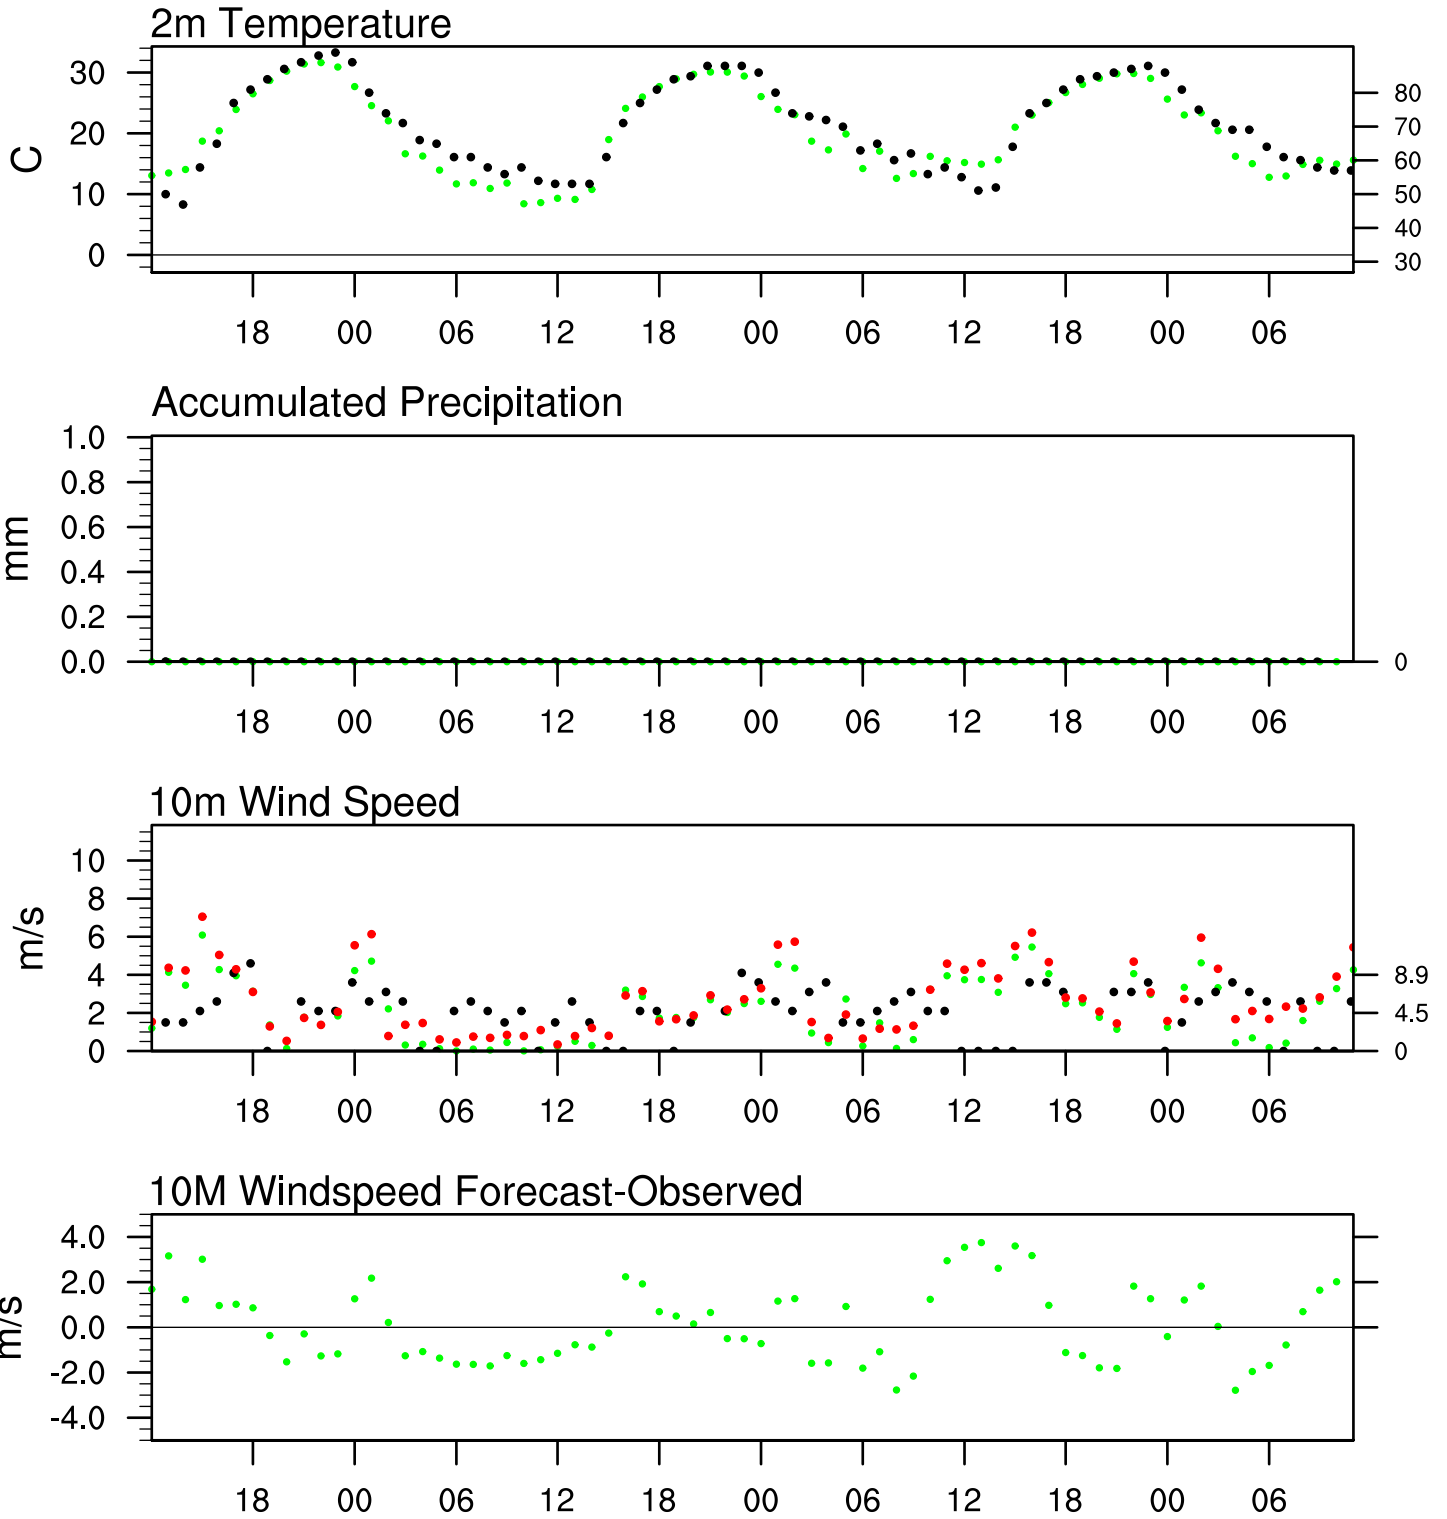 2m Temperature
30
20
10
0
C
80
70
60
50
40
30
18 00 06 12 18 00 06 12 18 00 06
Accumulated Precipitation
1.0
0.8
0.6
0.4
0.2
0.0
mm
0
18 00 06 12 18 00 06 12 18 00 06
10m Wind Speed
10
8
6
4
2
0
m/s
8.9
4.5
0
18 00 06 12 18 00 06 12 18 00 06
10M Windspeed Forecast-Observed
4.0
2.0
0.0
-2.0
-4.0
m/s
18 00 06 12 18 00 06 12 18 00 06